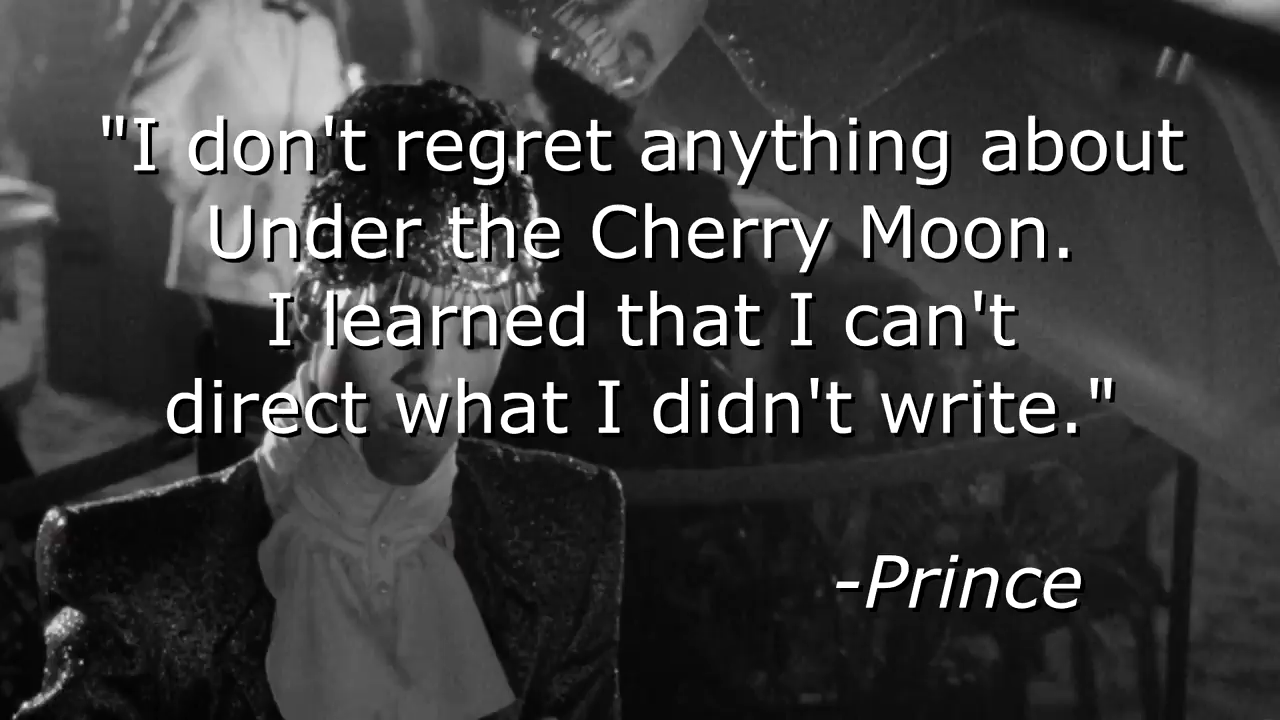 "I don't regret anything about
Under the Cherry Moon.
I learned that I can't
direct what I didn't write."
-Prince